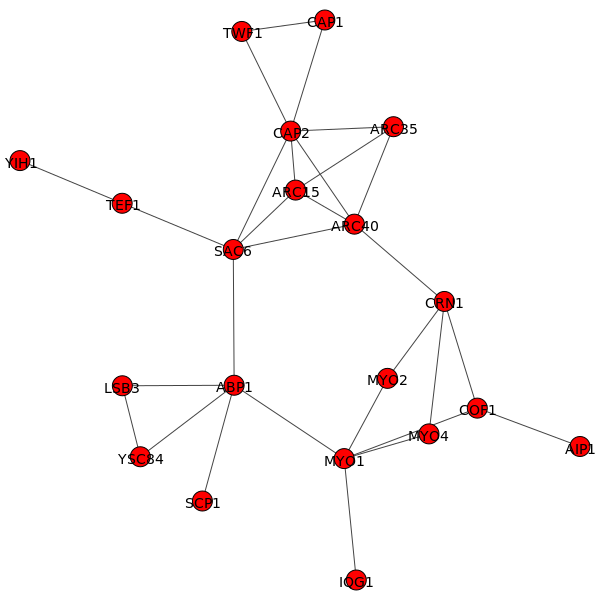 CAP1
TWF1
ARC35
CAP2
YIH1
ARC15
TEF1
ARC40
SAC6
CRN1
MYO2
ABP1
LSB3
COF1
MYO4
AIP1
YSC84
MYO1
SCP1
IQG1